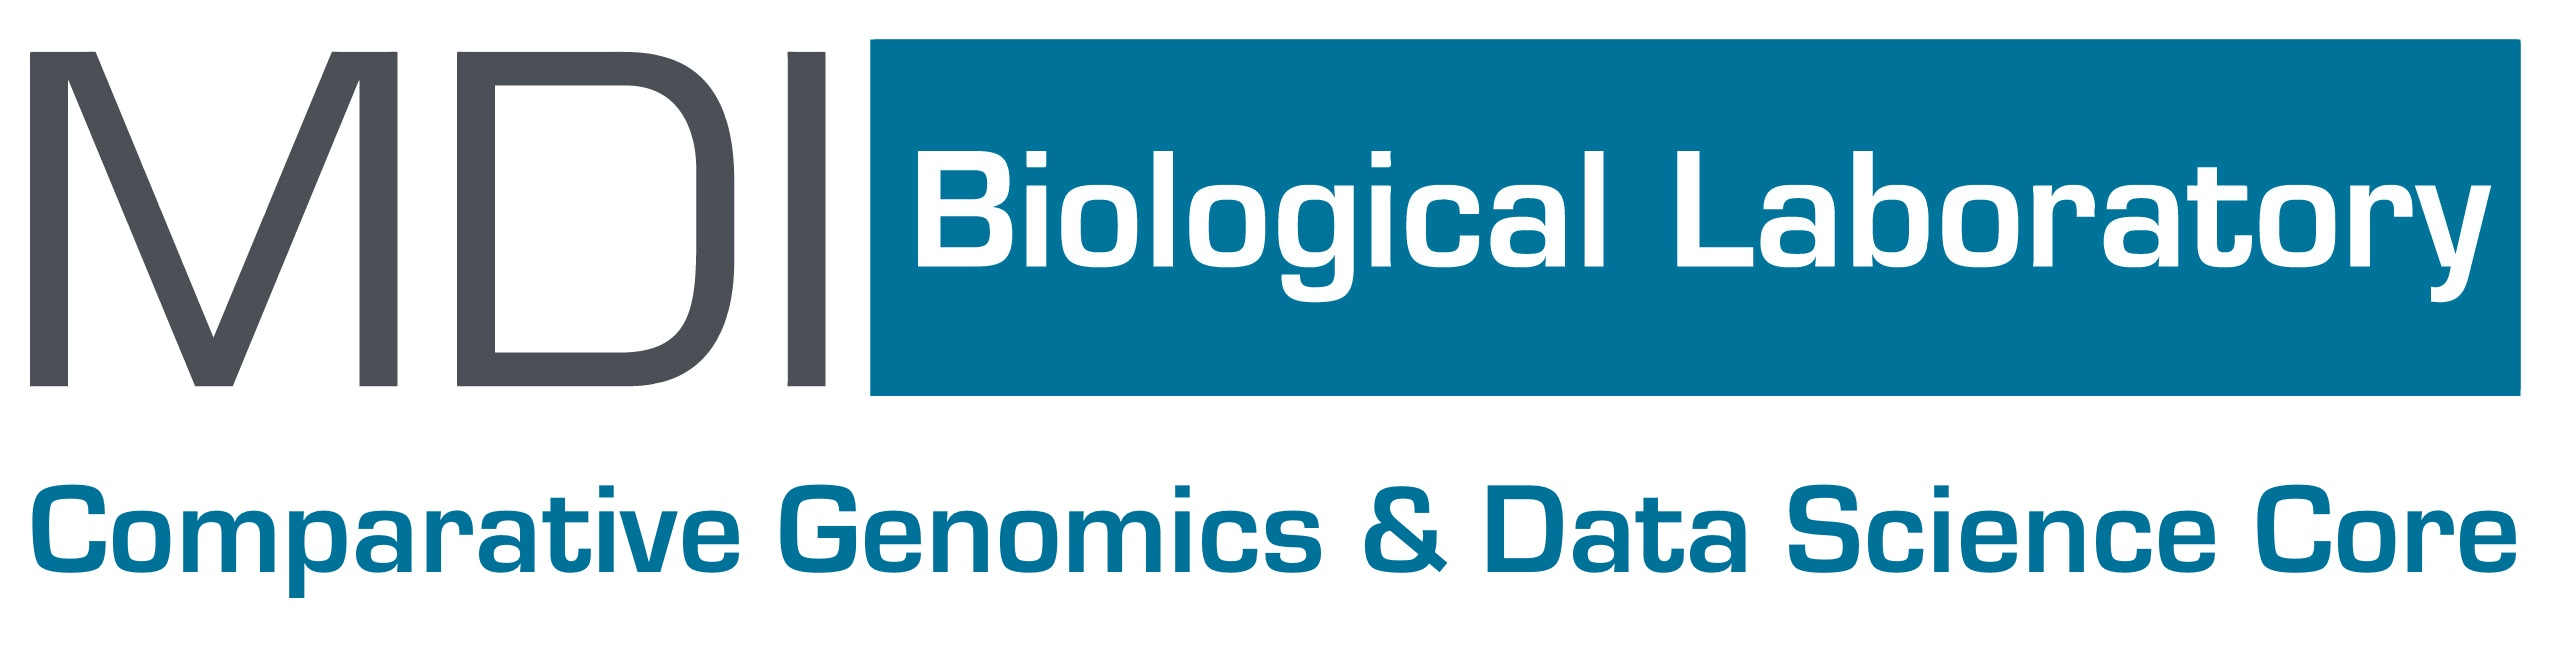 MDI Biological Laboratory
Comparative Genomics & Data Science Core